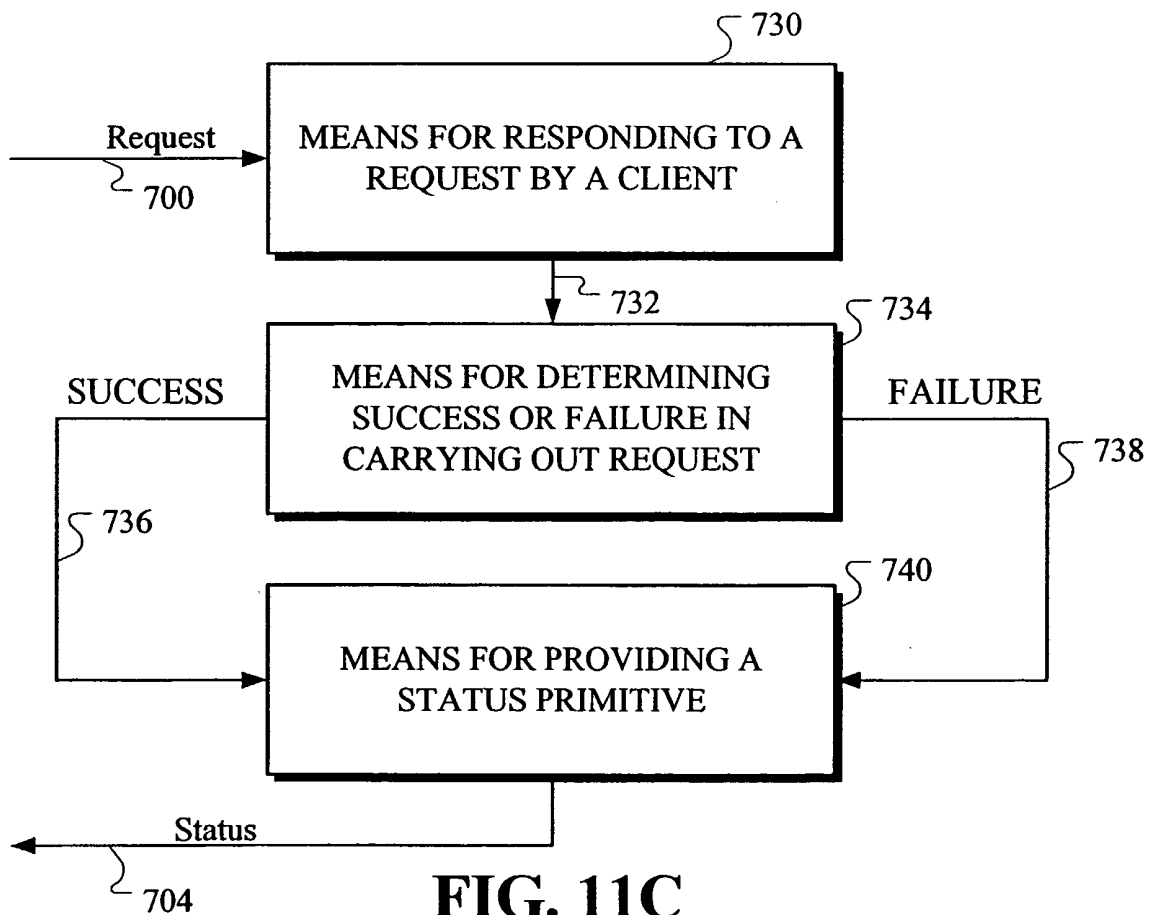 730
Request
MEANS FOR RESPONDING TO A
REQUEST BY A CLIENT
700
732
734
SUCCESS
MEANS FOR DETERMINING
SUCCESS OR FAILURE IN
CARRYING OUT REQUEST
FAILURE
738
736
740
MEANS FOR PROVIDING A
STATUS PRIMITIVE
Status
704
FIG. 11C